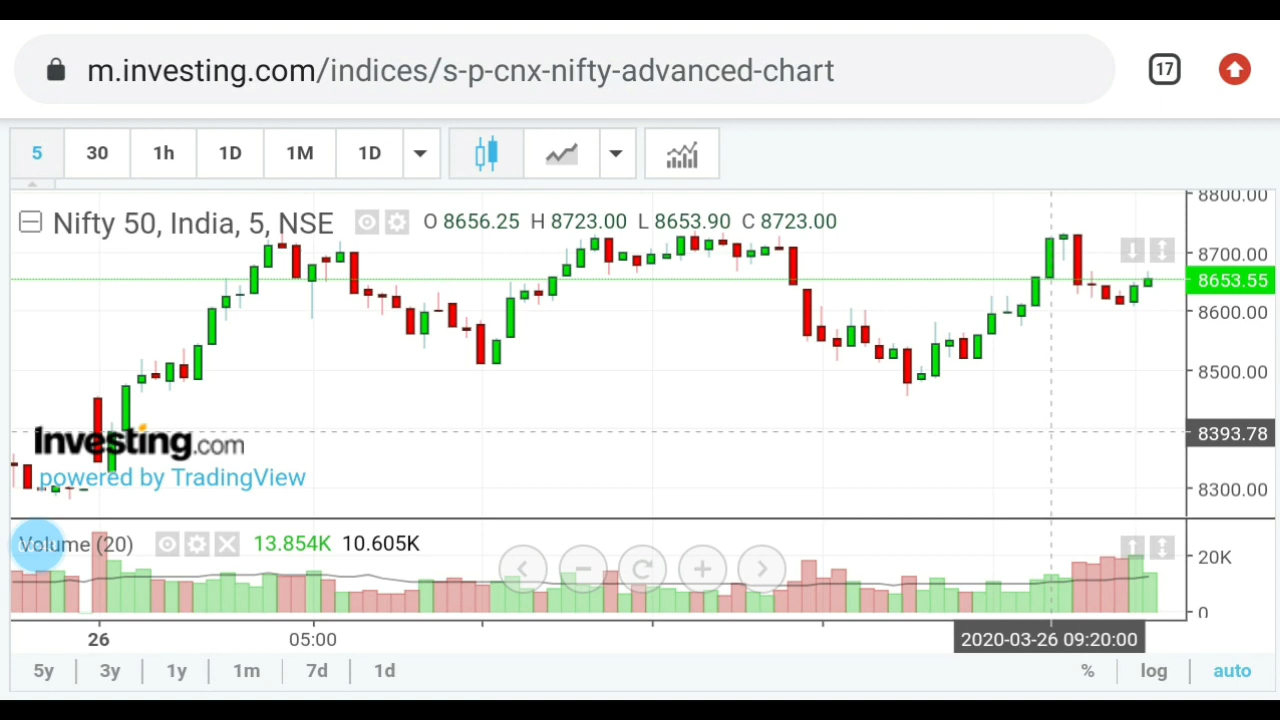 m.investing.com/indices/s-p-cnx-nifty-advanced-chart 17
5 30 1h 1D 1M 1D
Nifty 50, India, 5, NSE O 8656.25 H 8723.00 L 8653.90 C 8723.00
8800.00
8700.00
8653.55
8600.00
8500.00
8393.78
8300.00
Investing.com
powered by TradingView
Volume (20) 13.854K 10.605K
20K
0
26 05:00 2020-03-26 09:20:00
5y 3y 1y 1m 7d 1d % log auto